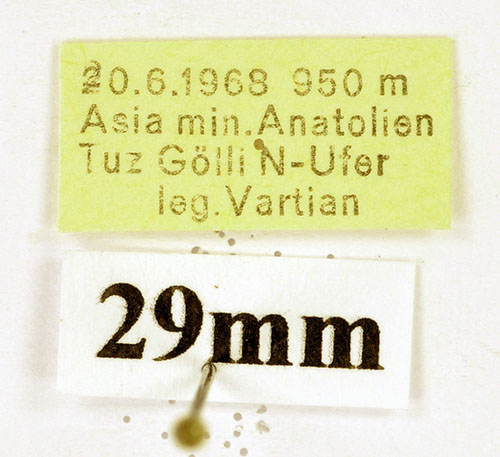 20.6.1968 950 m
Asia min.Anatolien
Tuz Gölli N-Ufer
leg.Vartian
29mm